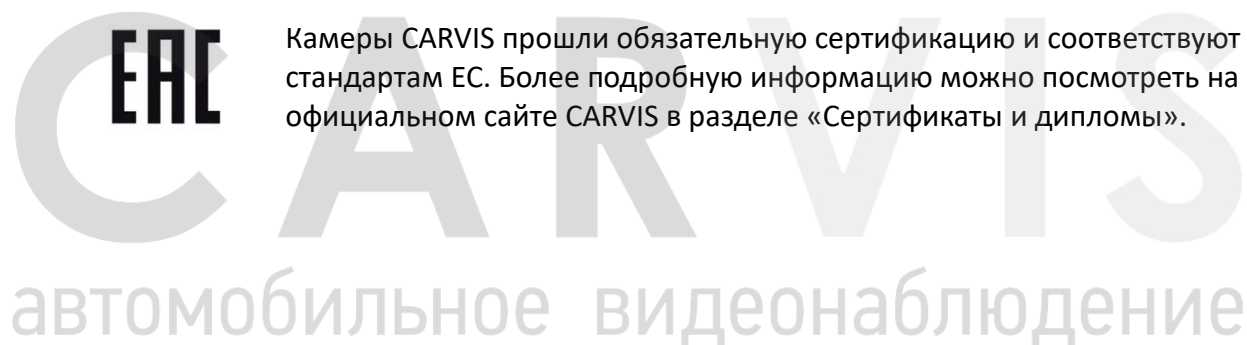 EAC
Камеры CARVIS прошли обязательную сертификацию и соответствуют
стандартам ЕС. Более подробную информацию можно посмотреть на
официальном сайте CARVIS в разделе «Сертификаты и дипломы».
CARVIS
автомобильное видеонаблюдение